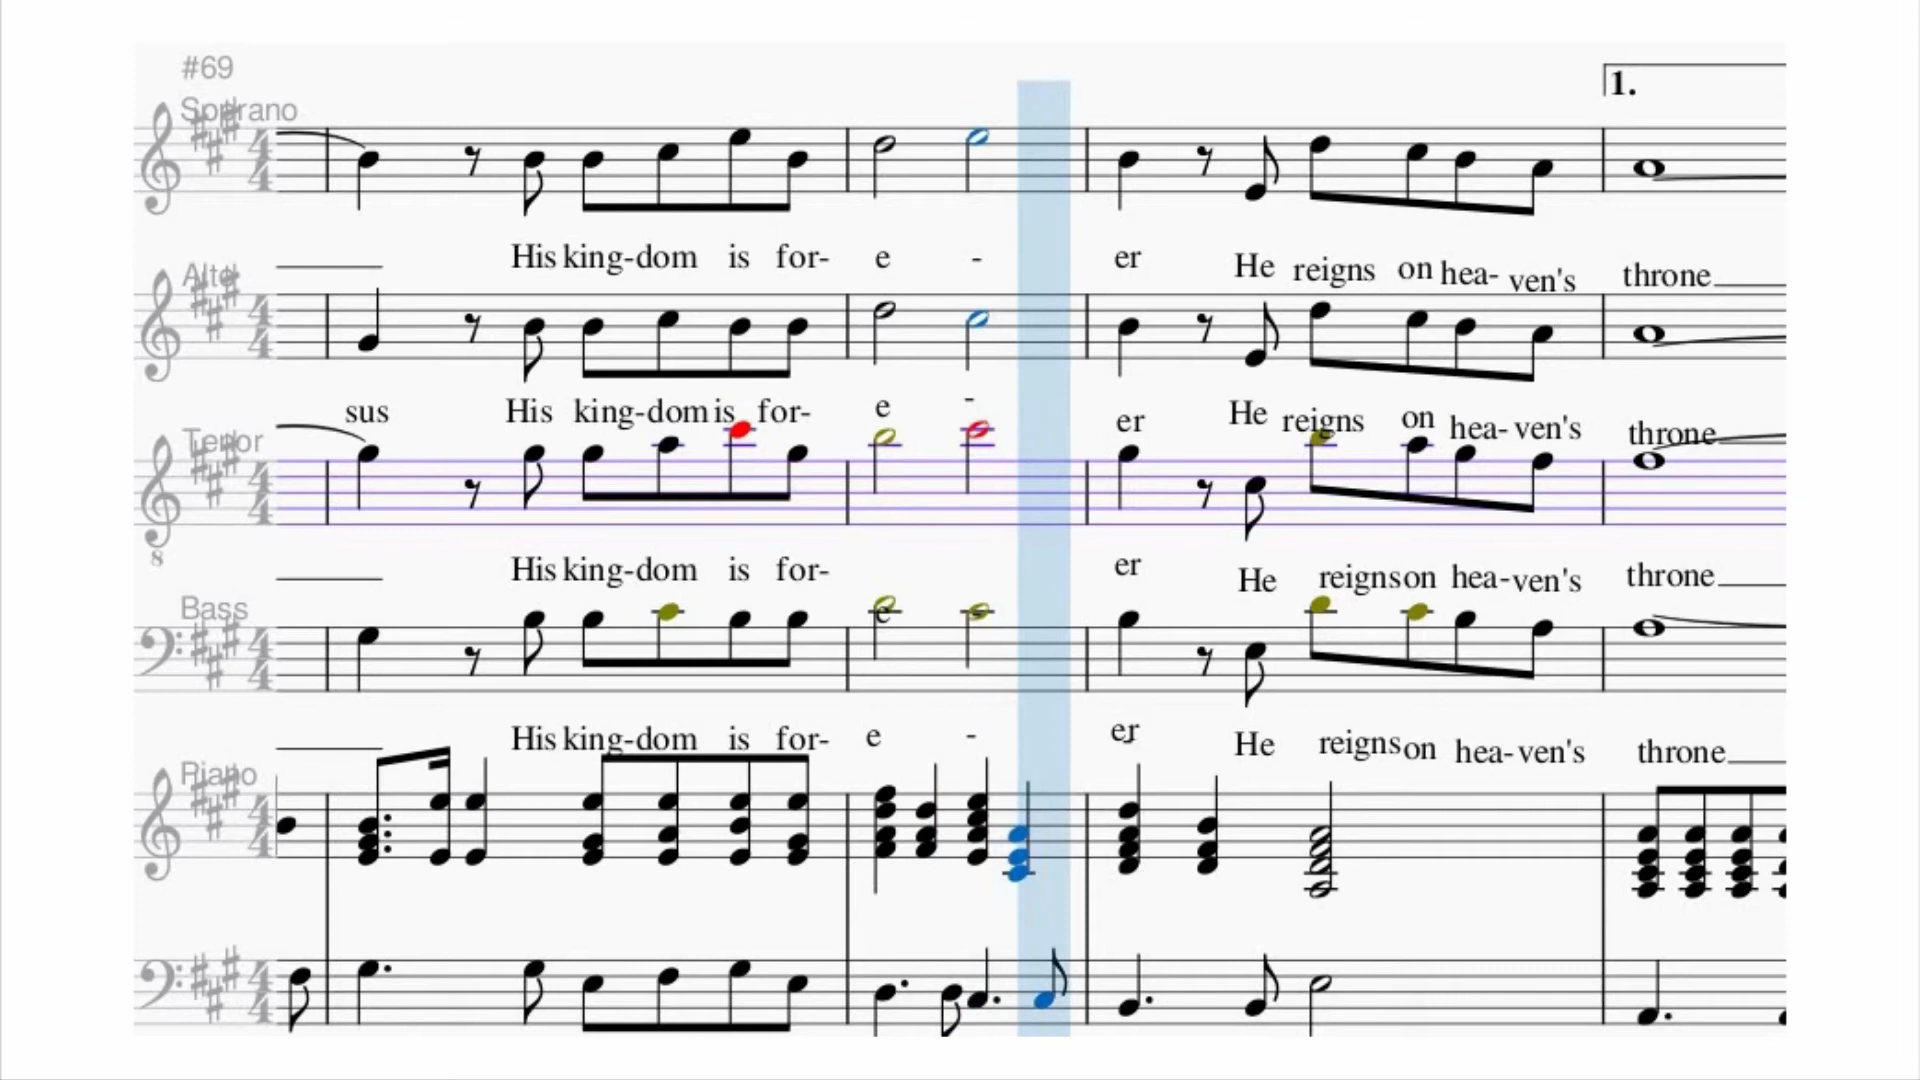 #69
1.
Soprano
His king-dom is for- e - er He reigns on hea- ven's throne
Alto
sus His king-dom is for- e - er He reigns on hea- ven's throne
Tenor
8
His king-dom is for- e er He reigns on hea- ven's throne
Bass
His king-dom is for- e - er He reigns on hea- ven's throne
Piano